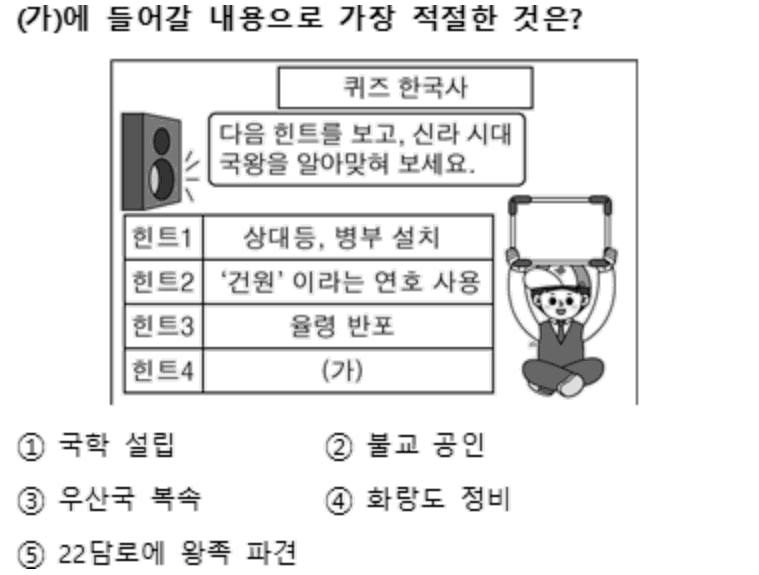 (가)에 들어갈 내용으로 가장 적절한 것은?
퀴즈 한국사
다음 힌트를 보고, 신라 시대
국왕을 알아맞혀 보세요.
힌트1 상대등, 병부 설치
힌트2 ‘건원’ 이라는 연호 사용
힌트3 율령 반포
힌트4 (가)
① 국학 설립 ② 불교 공인
③ 우산국 복속 ④ 화랑도 정비
⑤ 22담로에 왕족 파견